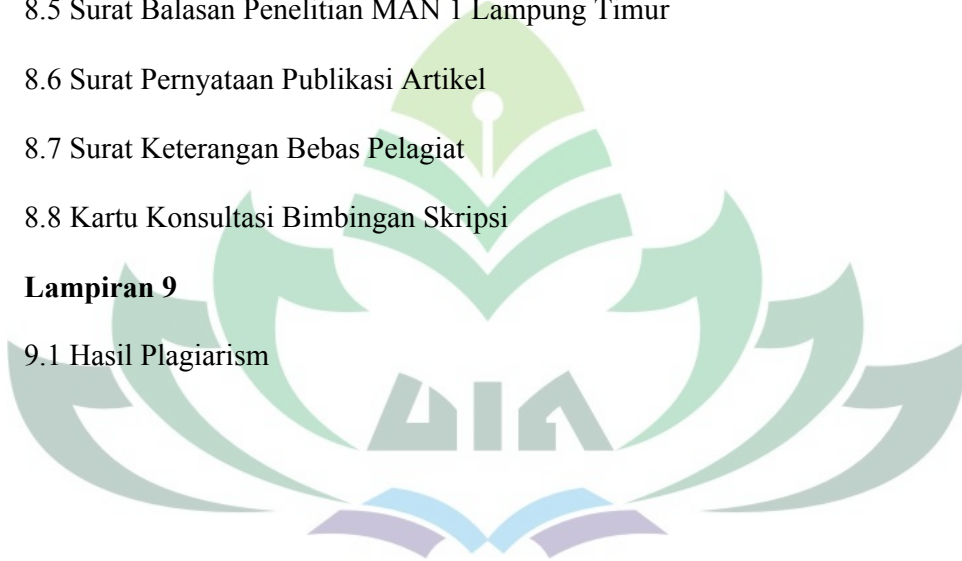 8.5 Surat Balasan Penelitian MAN 1 Lampung Timur
8.6 Surat Pernyataan Publikasi Artikel
8.7 Surat Keterangan Bebas Pelagiat
8.8 Kartu Konsultasi Bimbingan Skripsi
Lampiran 9
9.1 Hasil Plagiarism
UIN